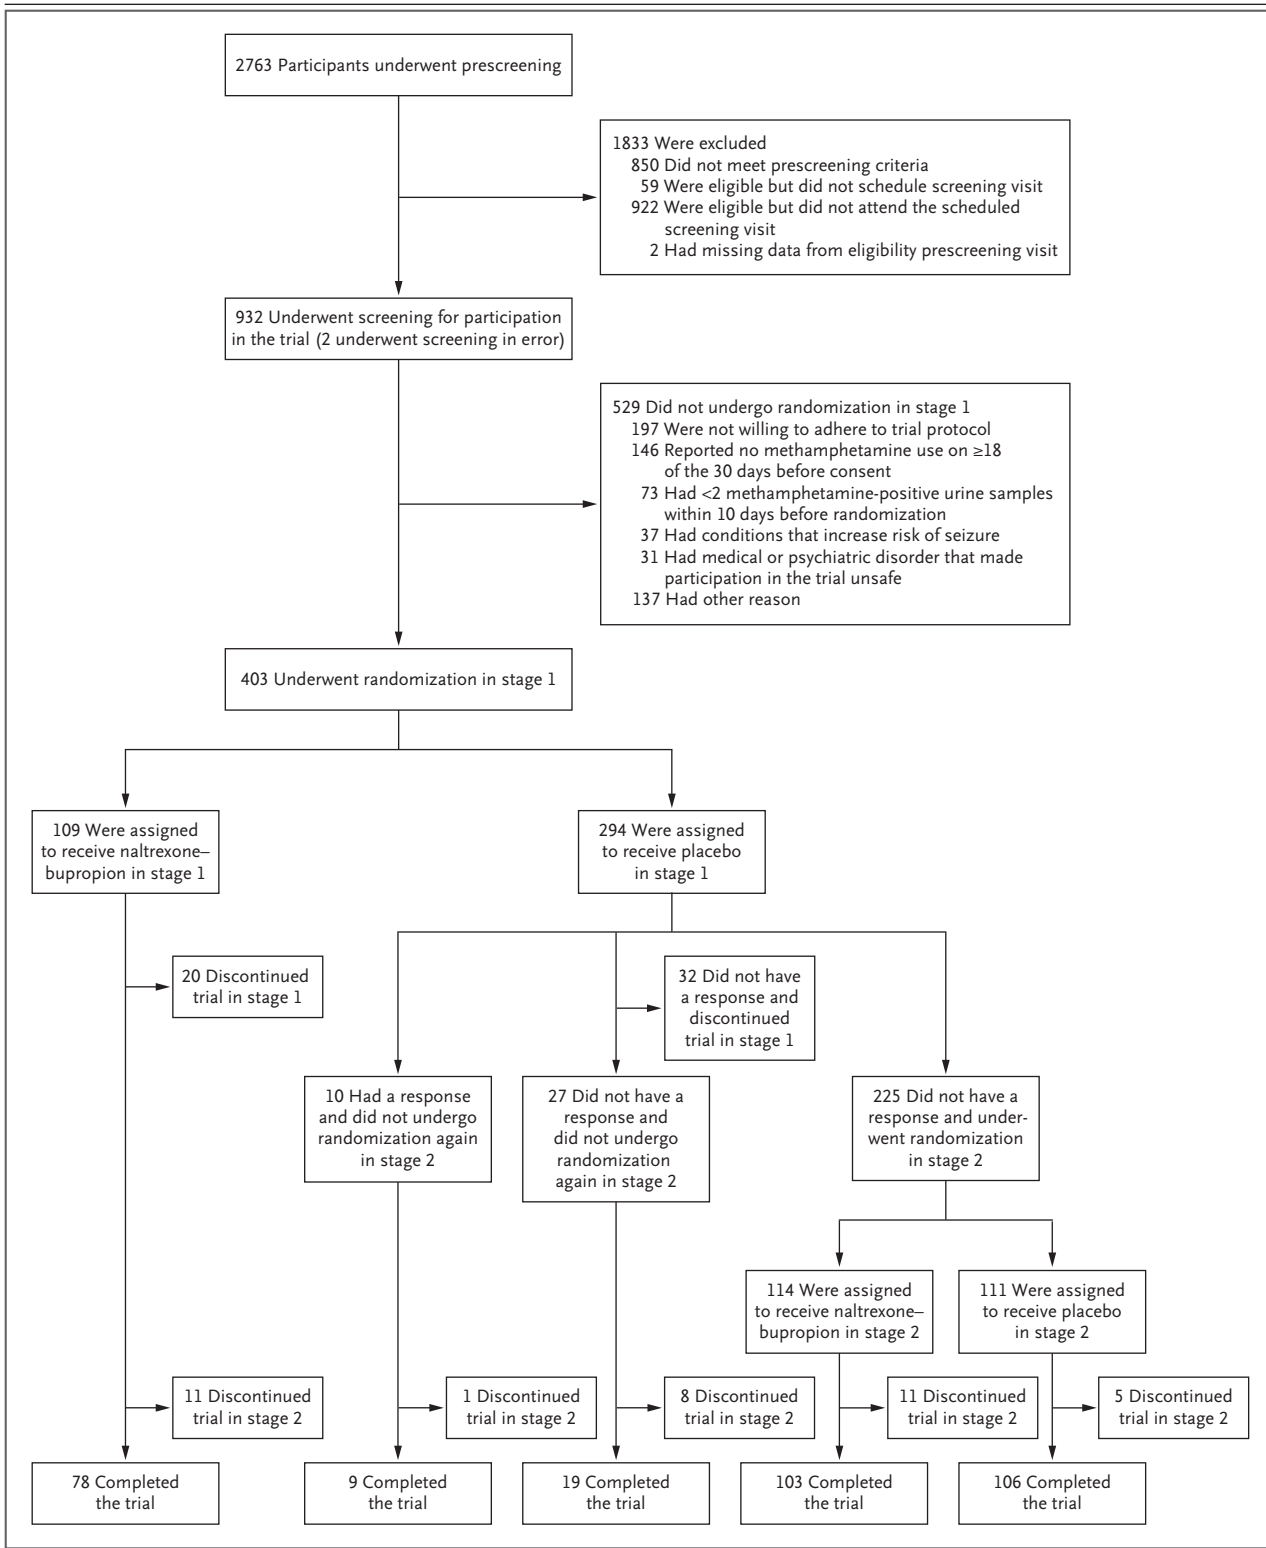 2763 Participants underwent prescreening
1833 Were excluded
850 Did not meet prescreening criteria
59 Were eligible but did not schedule screening visit
922 Were eligible but did not attend the scheduled
screening visit
2 Had missing data from eligibility prescreening visit
932 Underwent screening for participation
in the trial (2 underwent screening in error)
529 Did not undergo randomization in stage 1
197 Were not willing to adhere to trial protocol
146 Reported no methamphetamine use on ≥18
of the 30 days before consent
73 Had <2 methamphetamine-positive urine samples
within 10 days before randomization
37 Had conditions that increase risk of seizure
31 Had medical or psychiatric disorder that made
participation in the trial unsafe
137 Had other reason
403 Underwent randomization in stage 1
109 Were assigned
to receive naltrexone–
bupropion in stage 1
294 Were assigned
to receive placebo
in stage 1
20 Discontinued
trial in stage 1
32 Did not have
a response and
discontinued
trial in stage 1
10 Had a response
and did not undergo
randomization again
in stage 2
27 Did not have a
response and
did not undergo
randomization
again in stage 2
225 Did not have a
response and under-
went randomization
in stage 2
114 Were assigned
to receive naltrexone–
bupropion in stage 2
111 Were assigned
to receive placebo
in stage 2
11 Discontinued
trial in stage 2
1 Discontinued
trial in stage 2
8 Discontinued
trial in stage 2
11 Discontinued
trial in stage 2
5 Discontinued
trial in stage 2
78 Completed
the trial
9 Completed
the trial
19 Completed
the trial
103 Completed
the trial
106 Completed
the trial